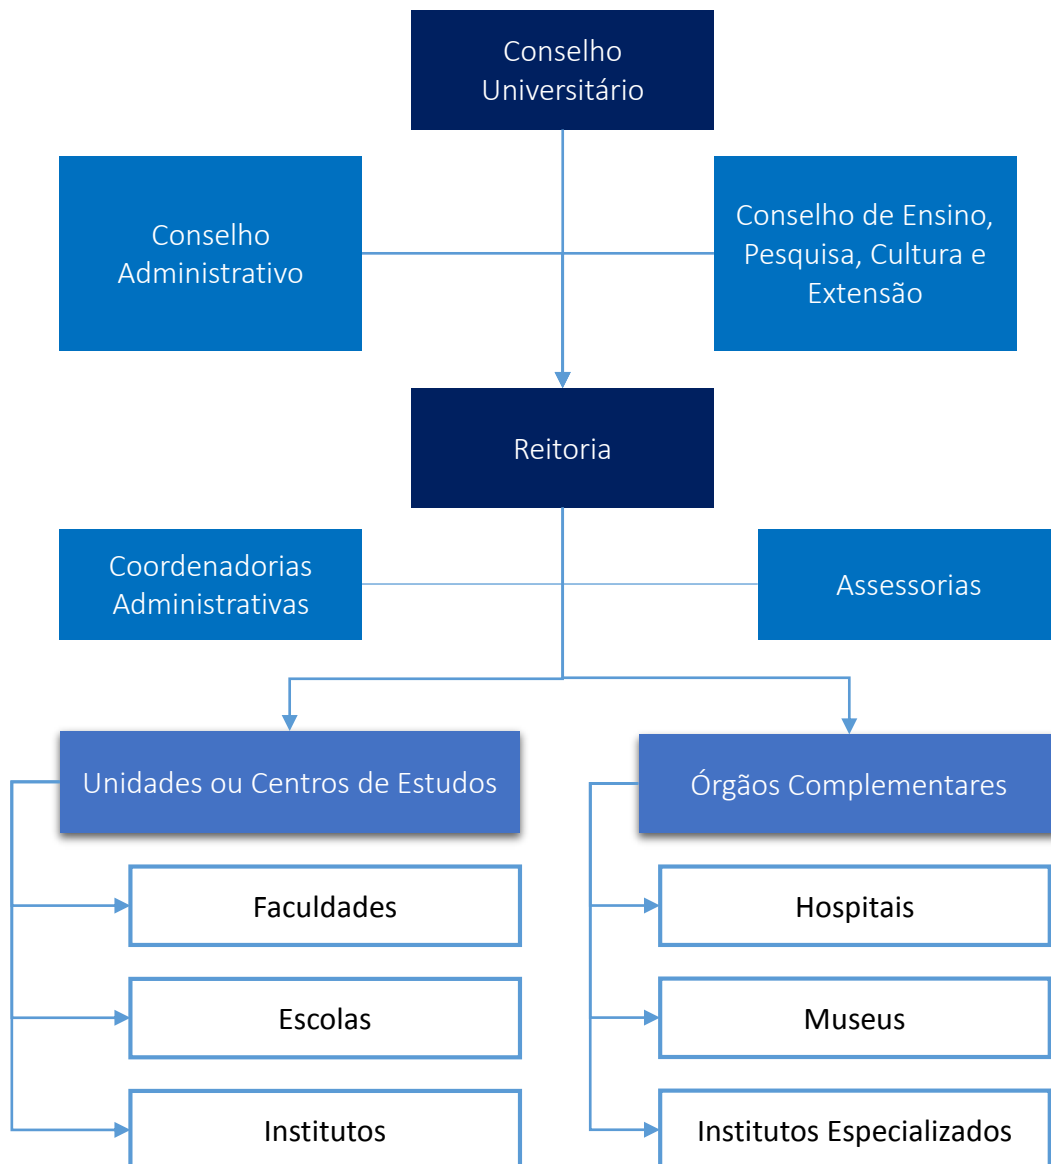 Conselho
Universitário
Conselho
Administrativo
Conselho de Ensino,
Pesquisa, Cultura e
Extensão
Reitoria
Coordenadorias
Administrativas
Assessorias
Unidades ou Centros de Estudos
Órgãos Complementares
Faculdades
Hospitais
Escolas
Museus
Institutos
Institutos Especializados